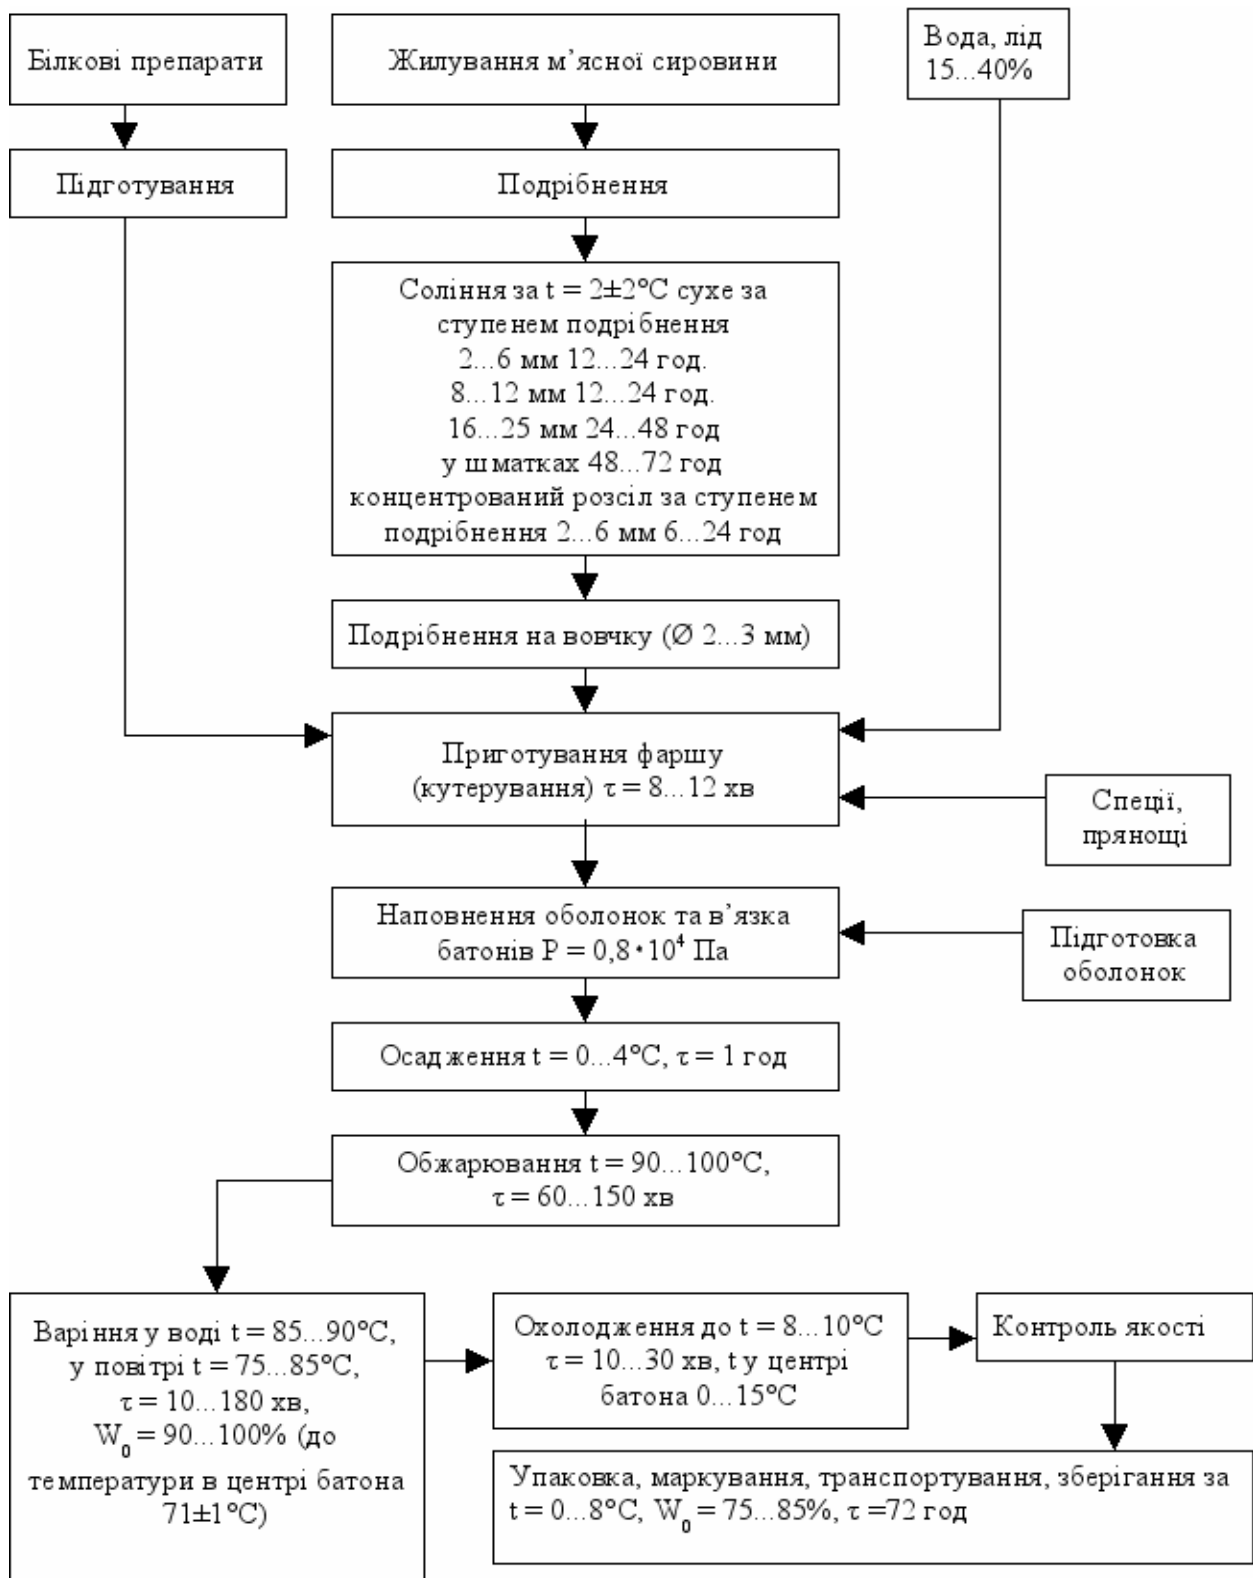 Білкові препарати
Жилування м’ясної сировини
Вода, лід
15...40%
Підготування
Подрібнення
Соління за t = 2±2°C сухе за
ступенем подрібнення
2...6 мм 12...24 год.
8...12 мм 12...24 год.
16...25 мм 24...48 год
у шматках 48...72 год
концентрований розсіл за ступенем
подрібнення 2...6 мм 6...24 год
Подрібнення на вовчку (Ø 2...3 мм)
Приготування фаршу
(кутерування) τ = 8...12 хв
Спеції,
прянощі
Наповнення оболонок та в’язка
батонів P = 0,8·10⁴ Па
Підготовка
оболонок
Осадження t = 0...4°C, τ = 1 год
Обжарювання t = 90...100°C,
τ = 60...150 хв
Варіння у воді t = 85...90°C,
у повітрі t = 75...85°C,
τ = 10...180 хв,
W₀ = 90...100% (до
температури в центрі батона
71±1°C)
Охолодження до t = 8...10°C
τ = 10...30 хв, t у центрі
батона 0...15°C
Контроль якості
Упаковка, маркування, транспортування, зберігання за
t = 0...8°C, W₀ = 75...85%, τ =72 год